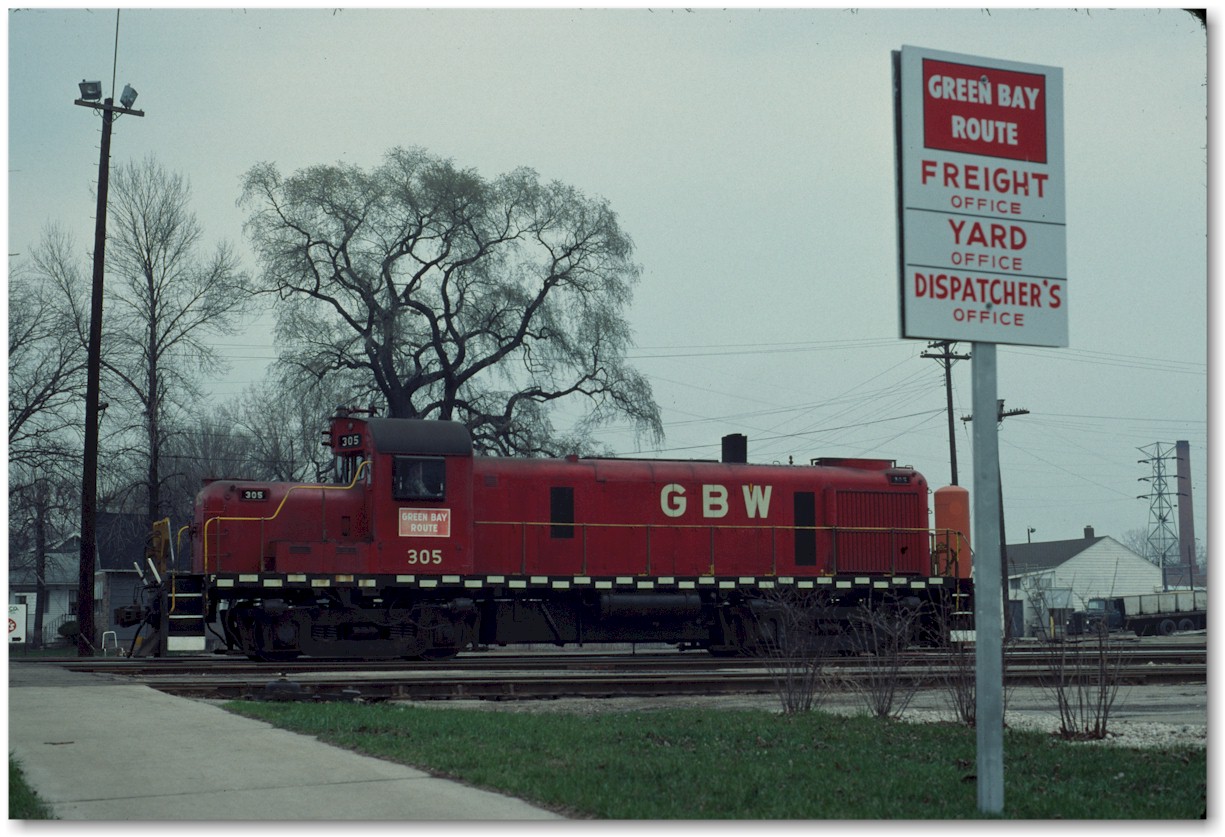 GREEN BAY
ROUTE
FREIGHT
OFFICE
YARD
OFFICE
DISPATCHER'S
OFFICE
305
305
GBW
GREEN BAY
ROUTE
305